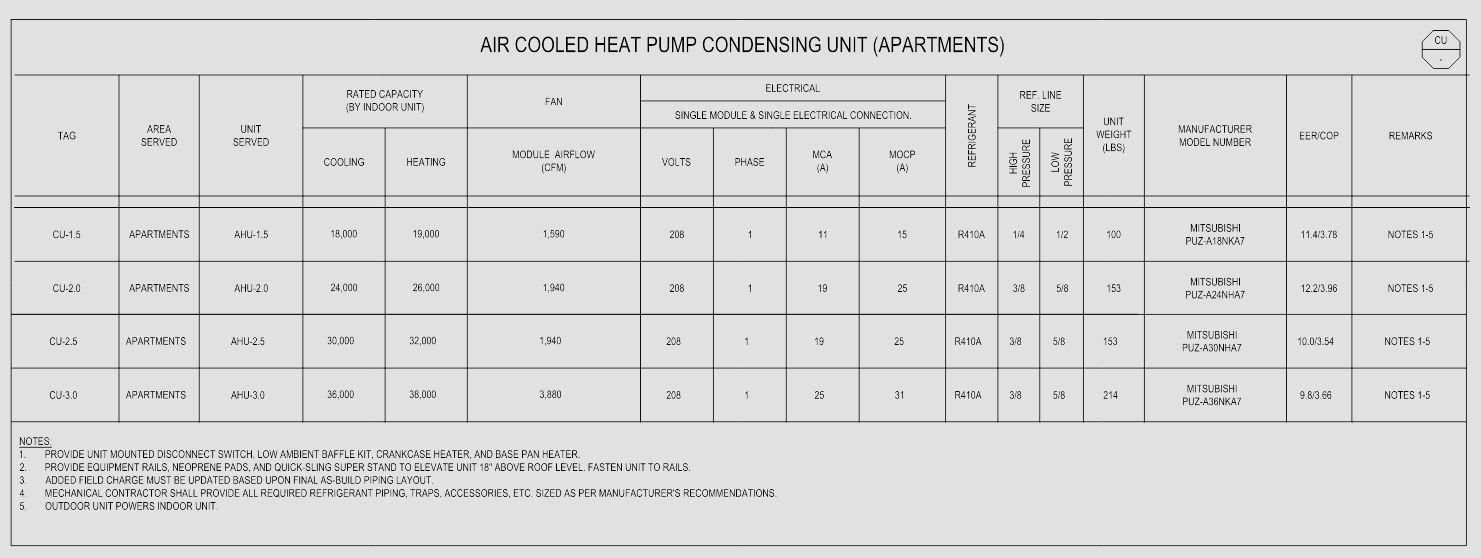 AIR COOLED HEAT PUMP CONDENSING UNIT (APARTMENTS)
CU
-
TAG
AREA
SERVED
UNIT
SERVED
RATED CAPACITY
(BY INDOOR UNIT)
COOLING
HEATING
FAN
MODULE AIRFLOW
(CFM)
ELECTRICAL
SINGLE MODULE & SINGLE ELECTRICAL CONNECTION.
VOLTS
PHASE
MCA
(A)
MOCP
(A)
REFRIGERANT
REF. LINE
SIZE
HIGH
PRESSURE
LOW
PRESSURE
UNIT
WEIGHT
(LBS)
MANUFACTURER
MODEL NUMBER
EER/COP
REMARKS
CU-1.5 APARTMENTS AHU-1.5 18,000 19,000 1,590 208 1 11 15 R410A 1/4 1/2 100 MITSUBISHI PUZ-A18NKA7 11.4/3.78 NOTES 1-5
CU-2.0 APARTMENTS AHU-2.0 24,000 26,000 1,940 208 1 19 25 R410A 3/8 5/8 153 MITSUBISHI PUZ-A24NHA7 12.2/3.96 NOTES 1-5
CU-2.5 APARTMENTS AHU-2.5 30,000 32,000 1,940 208 1 19 25 R410A 3/8 5/8 153 MITSUBISHI PUZ-A30NHA7 10.0/3.54 NOTES 1-5
CU-3.0 APARTMENTS AHU-3.0 36,000 38,000 3,880 208 1 25 31 R410A 3/8 5/8 214 MITSUBISHI PUZ-A36NKA7 9.8/3.66 NOTES 1-5
NOTES:
1. PROVIDE UNIT MOUNTED DISCONNECT SWITCH, LOW AMBIENT BAFFLE KIT, CRANKCASE HEATER, AND BASE PAN HEATER.
2. PROVIDE EQUIPMENT RAILS, NEOPRENE PADS, AND QUICK-SLING SUPER STAND TO ELEVATE UNIT 18" ABOVE ROOF LEVEL. FASTEN UNIT TO RAILS.
3. ADDED FIELD CHARGE MUST BE UPDATED BASED UPON FINAL AS-BUILD PIPING LAYOUT.
4. MECHANICAL CONTRACTOR SHALL PROVIDE ALL REQUIRED REFRIGERANT PIPING, TRAPS, ACCESSORIES, ETC. SIZED AS PER MANUFACTURER'S RECOMMENDATIONS.
5. OUTDOOR UNIT POWERS INDOOR UNIT.